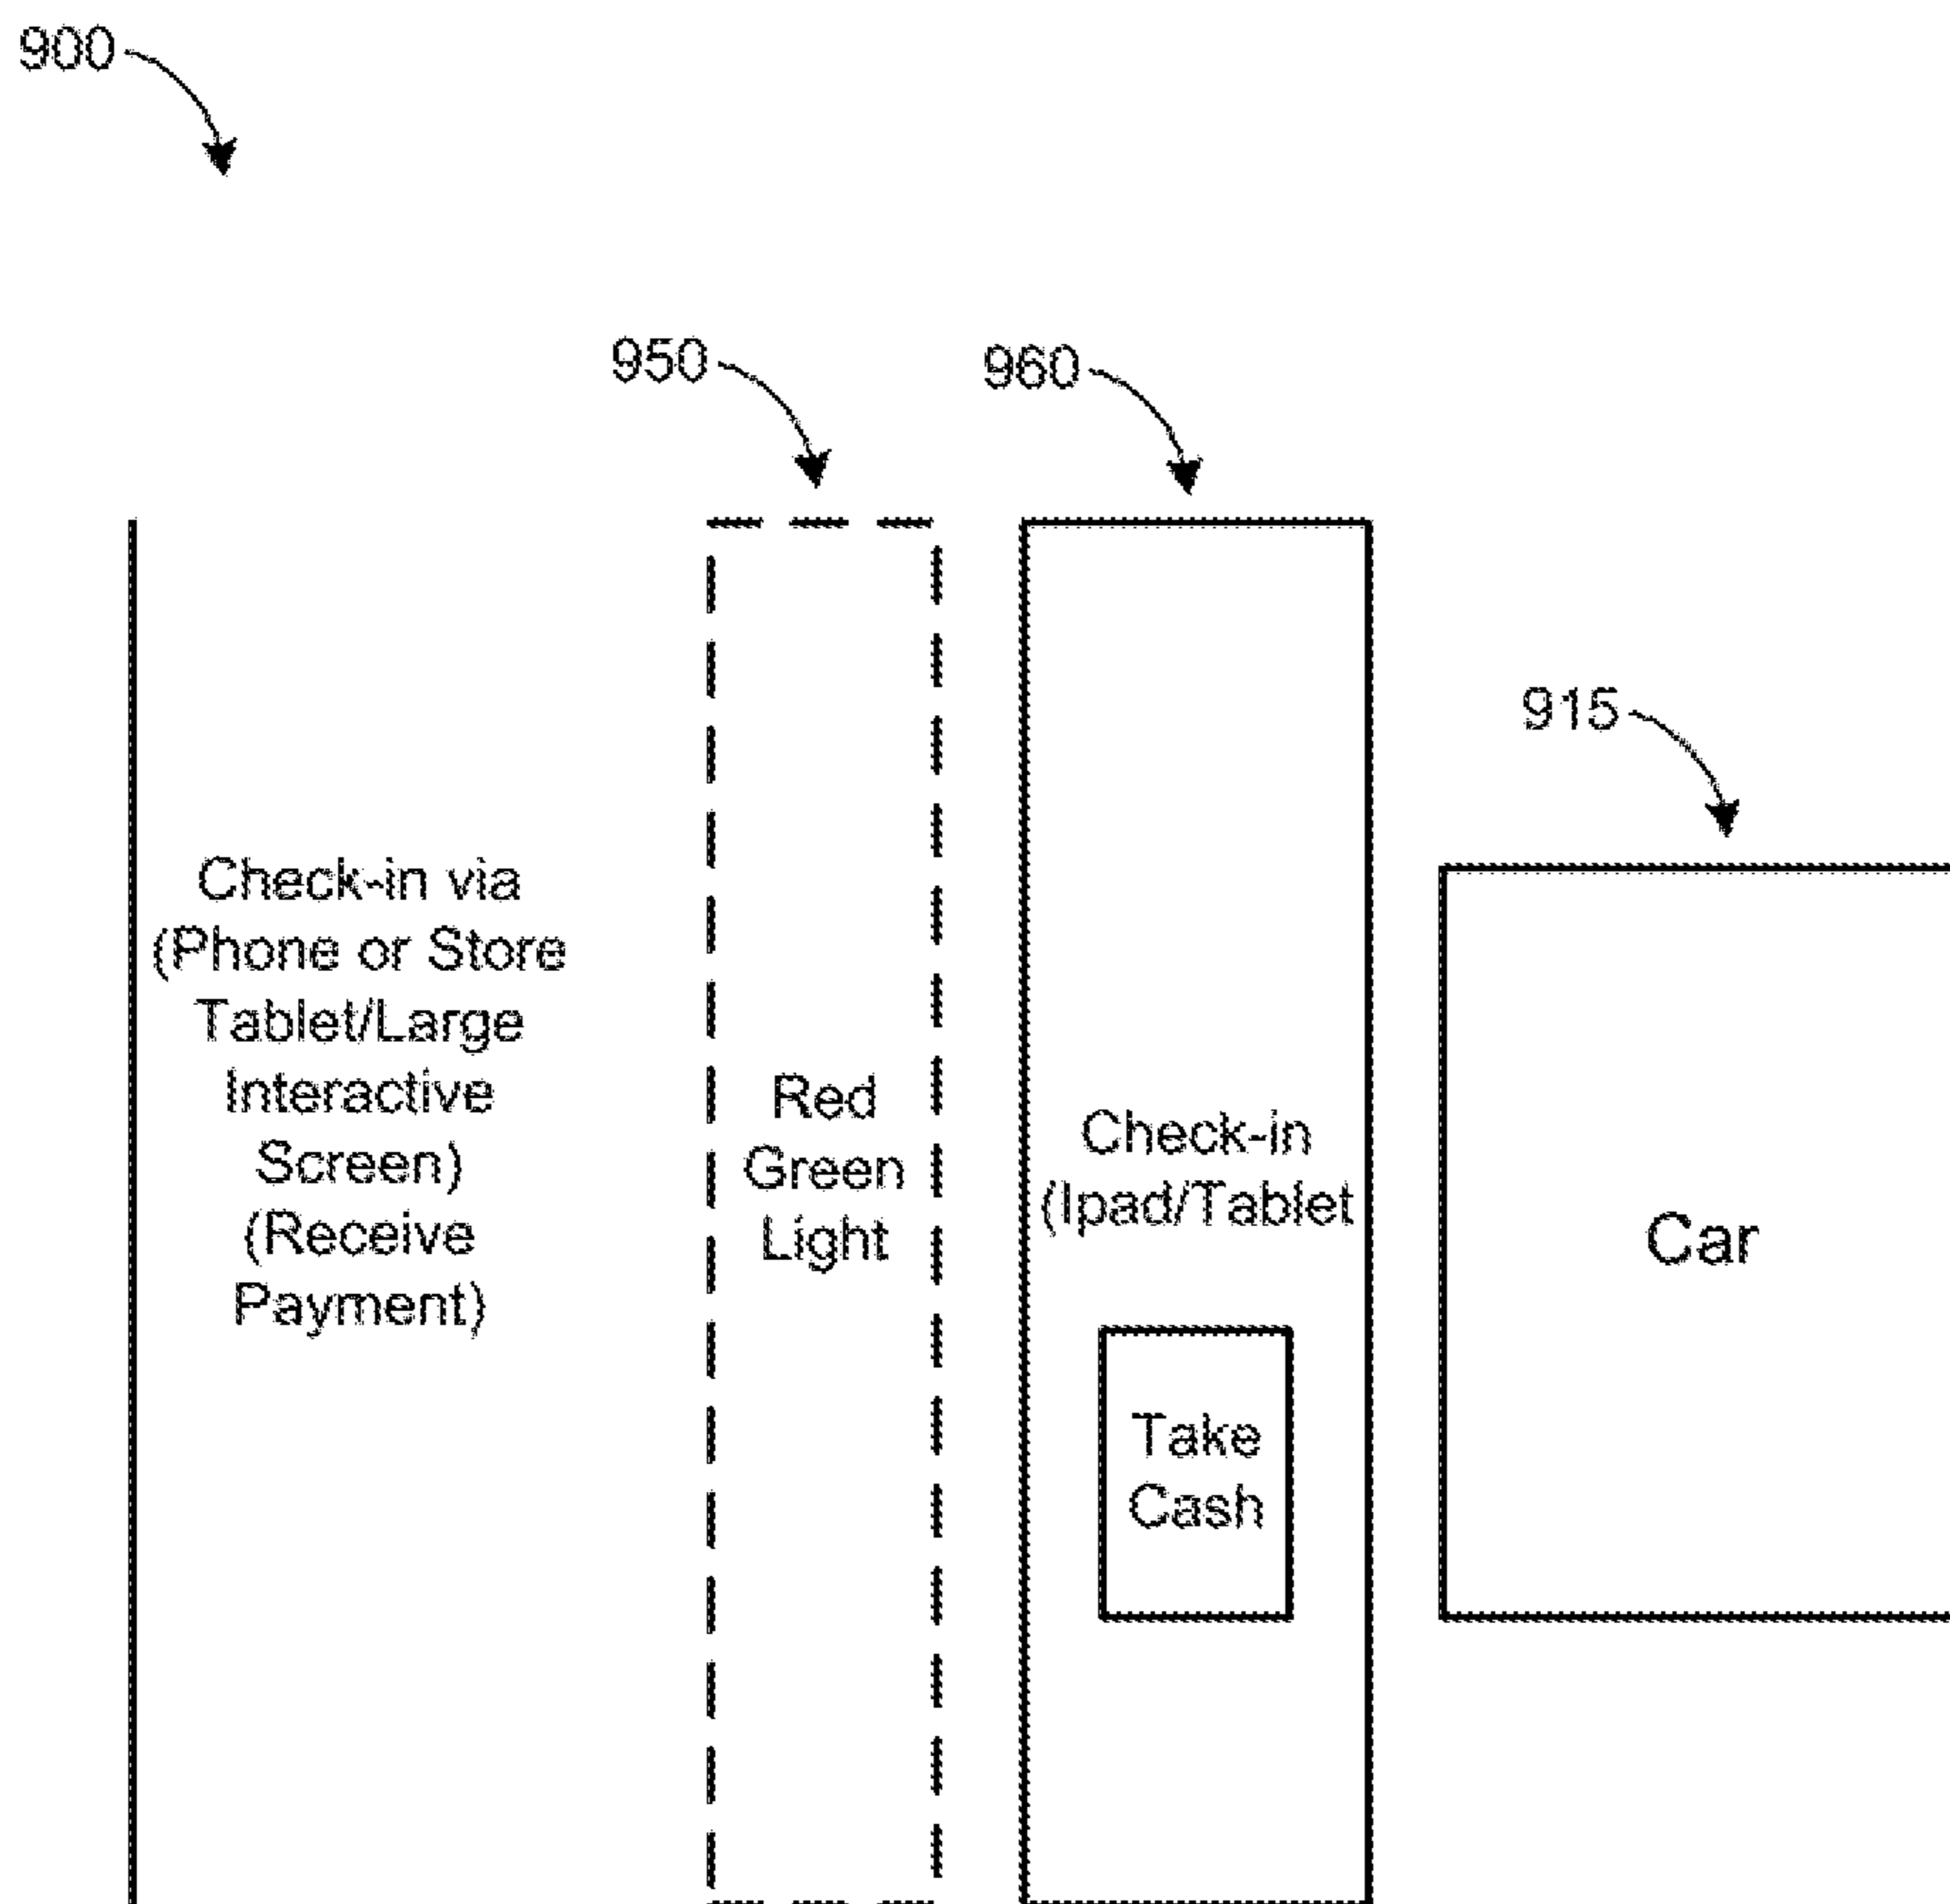 900
950
960
915
Check-in via
(Phone or Store
Tablet/Large
Interactive
Screen)
(Receive
Payment)
Red
Green
Light
Check-in
(Ipad/Tablet
Take
Cash
Car